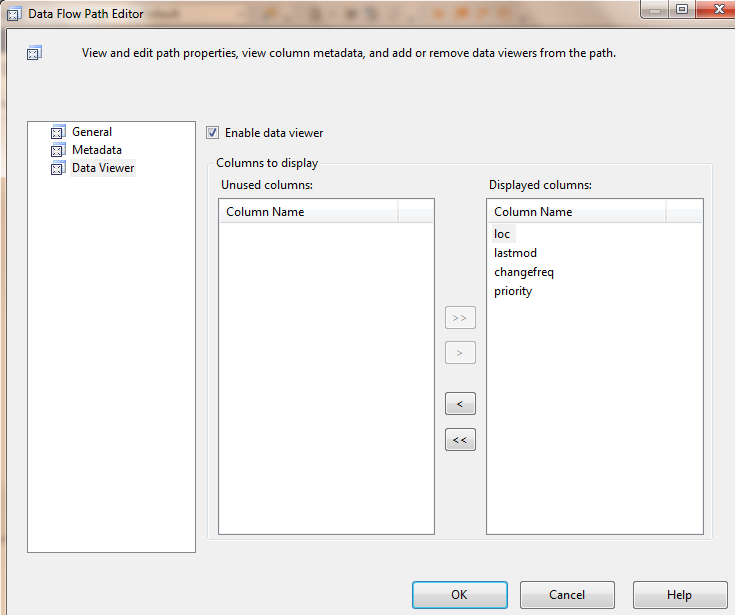 Data Flow Path Editor
View and edit path properties, view column metadata, and add or remove data viewers from the path.
General
Metadata
Data Viewer
Enable data viewer
Columns to display
Unused columns:
Column Name
Displayed columns:
Column Name
loc
lastmod
changefreq
priority
>>
>
<
<<
OK
Cancel
Help